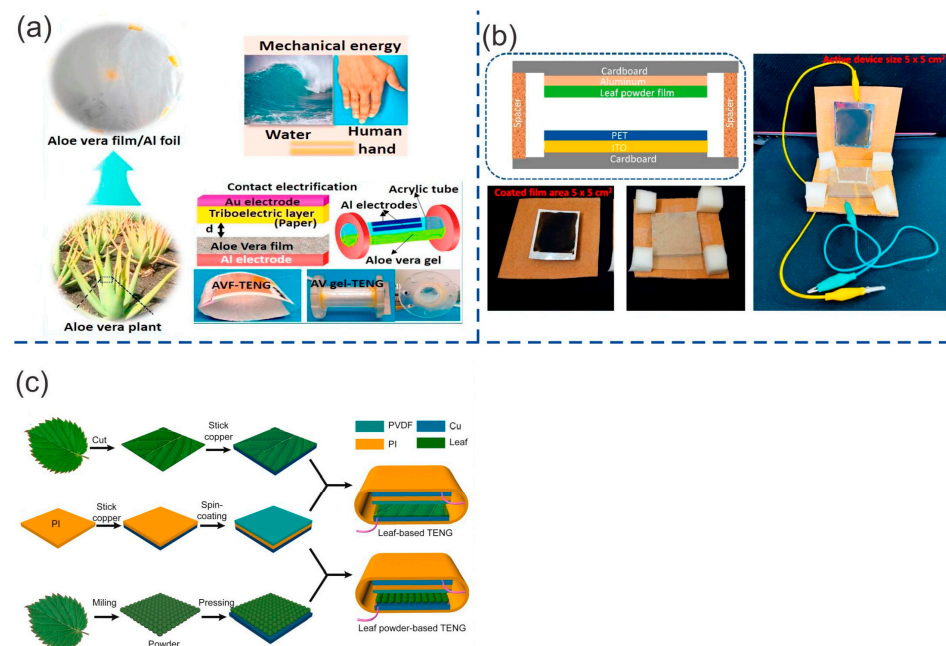 (a)
Mechanical energy
Water
Human
hand
Aloe vera film/Al foil
Aloe vera plant
Contact electrification
Au electrode
Triboelectric layer
(Paper)
d
Aloe Vera film
Al electrode
Acrylic tube
Al electrodes
Aloe vera gel
AVF-TENG
AV gel-TENG
(b)
Cardboard
Aluminum
Leaf powder film
Spacer
Spacer
PET
ITO
Cardboard
Active device size 5 x 5 cm²
Coated film area 5 x 5 cm²
(c)
Cut
Stick
copper
PVDF
Cu
PI
Leaf
PI
Stick
copper
Spin-
coating
Leaf-based TENG
Miling
Powder
Pressing
Leaf powder-based TENG